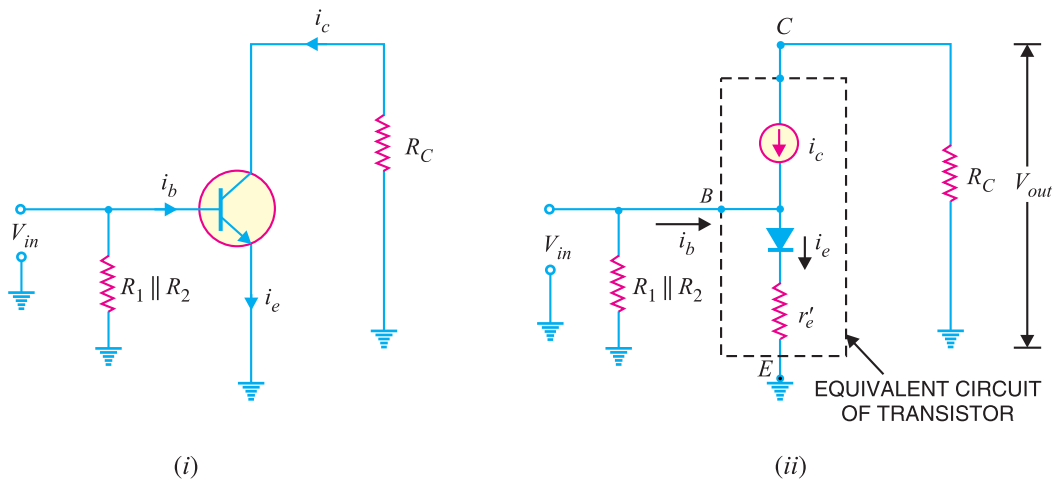 i_c
R_C
i_b
V_in
R_1 || R_2
i_e
(i)
C
i_c
R_C
V_out
B
i_b
V_in
i_e
R_1 || R_2
r'_e
E
EQUIVALENT CIRCUIT
OF TRANSISTOR
(ii)